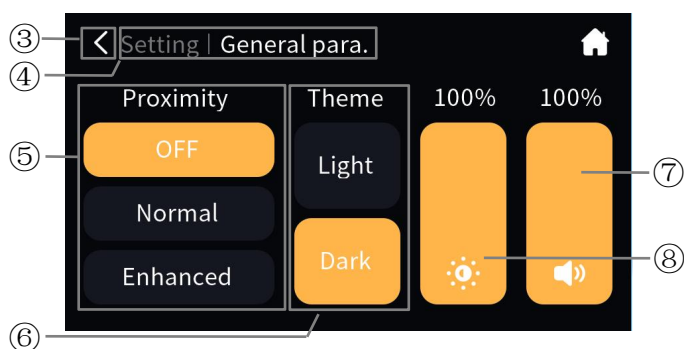 ③
Setting | General para.
④
Proximity
Theme
100%
100%
⑤
OFF
Normal
Enhanced
Light
Dark
⑦
⑧
⑥